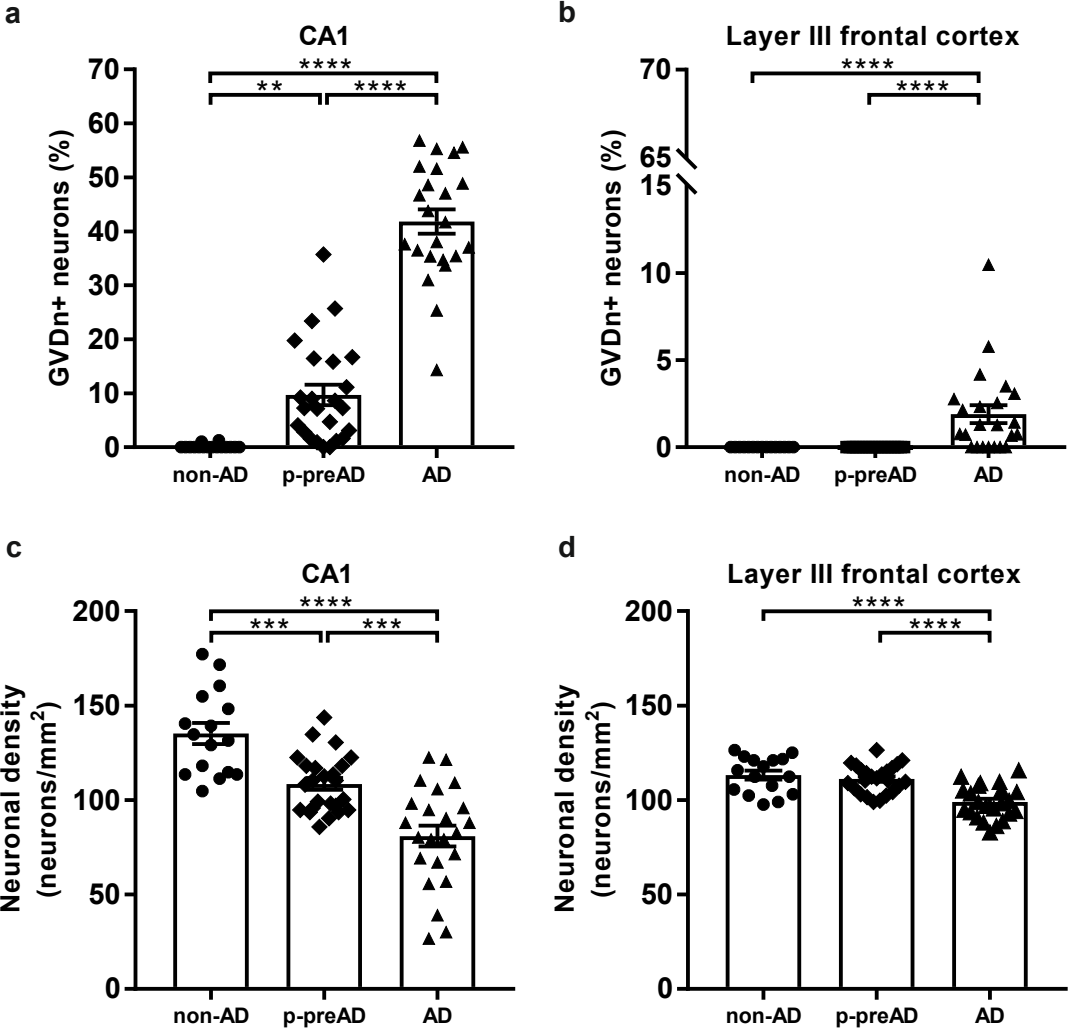 a
CA1
****
** ****
GVDn+ neurons (%)
70
60
50
40
30
20
10
0
non-AD p-preAD AD
b
Layer III frontal cortex
****
****
GVDn+ neurons (%)
70
65
15
10
5
0
non-AD p-preAD AD
c
CA1
****
*** ***
Neuronal density
(neurons/mm²)
200
150
100
50
0
non-AD p-preAD AD
d
Layer III frontal cortex
****
****
Neuronal density
(neurons/mm²)
200
150
100
50
0
non-AD p-preAD AD